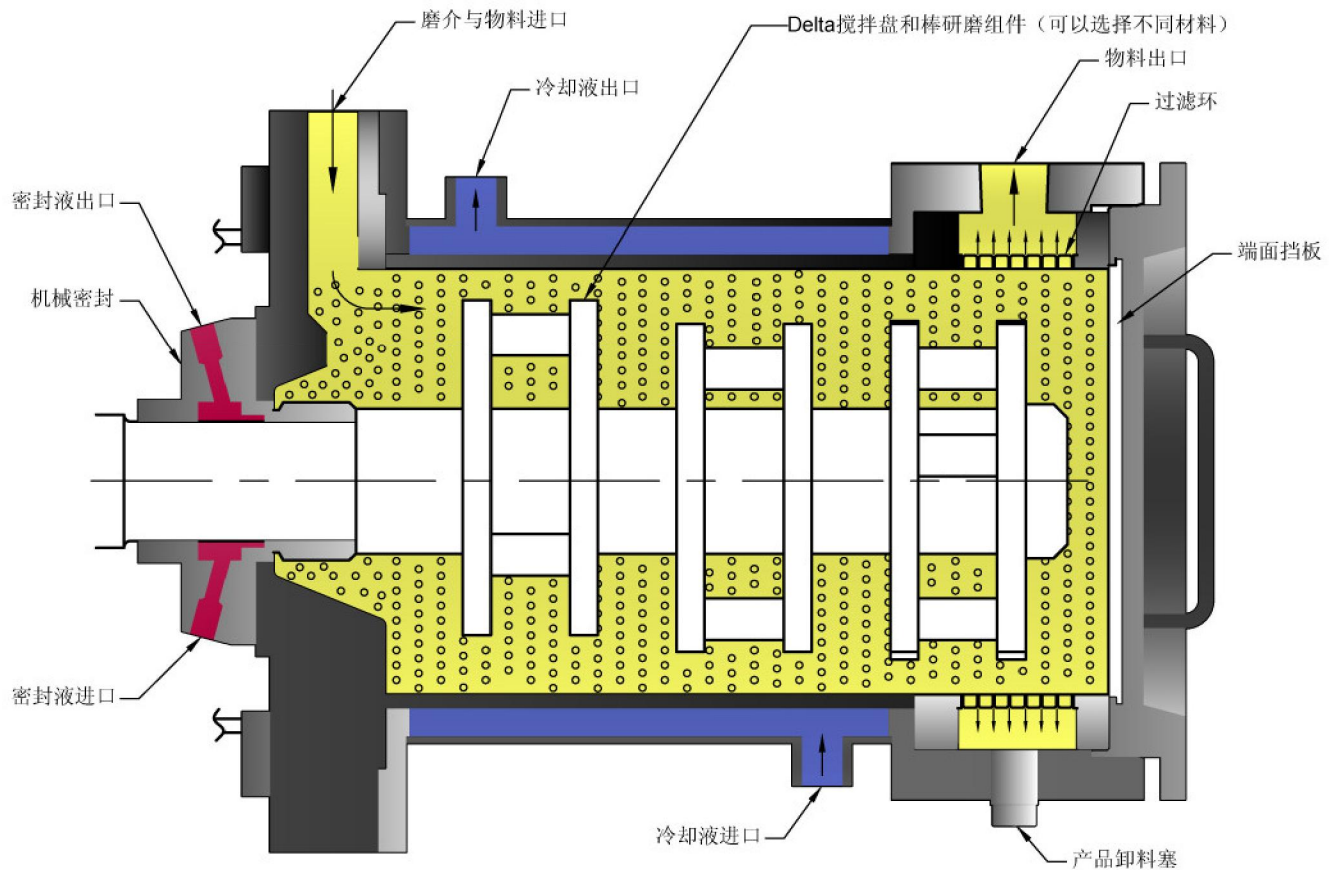 磨介与物料进口
Delta搅拌盘和棒研磨组件（可以选择不同材料）
物料出口
冷却液出口
过滤环
密封液出口
端面挡板
机械密封
密封液进口
冷却液进口
产品卸料塞